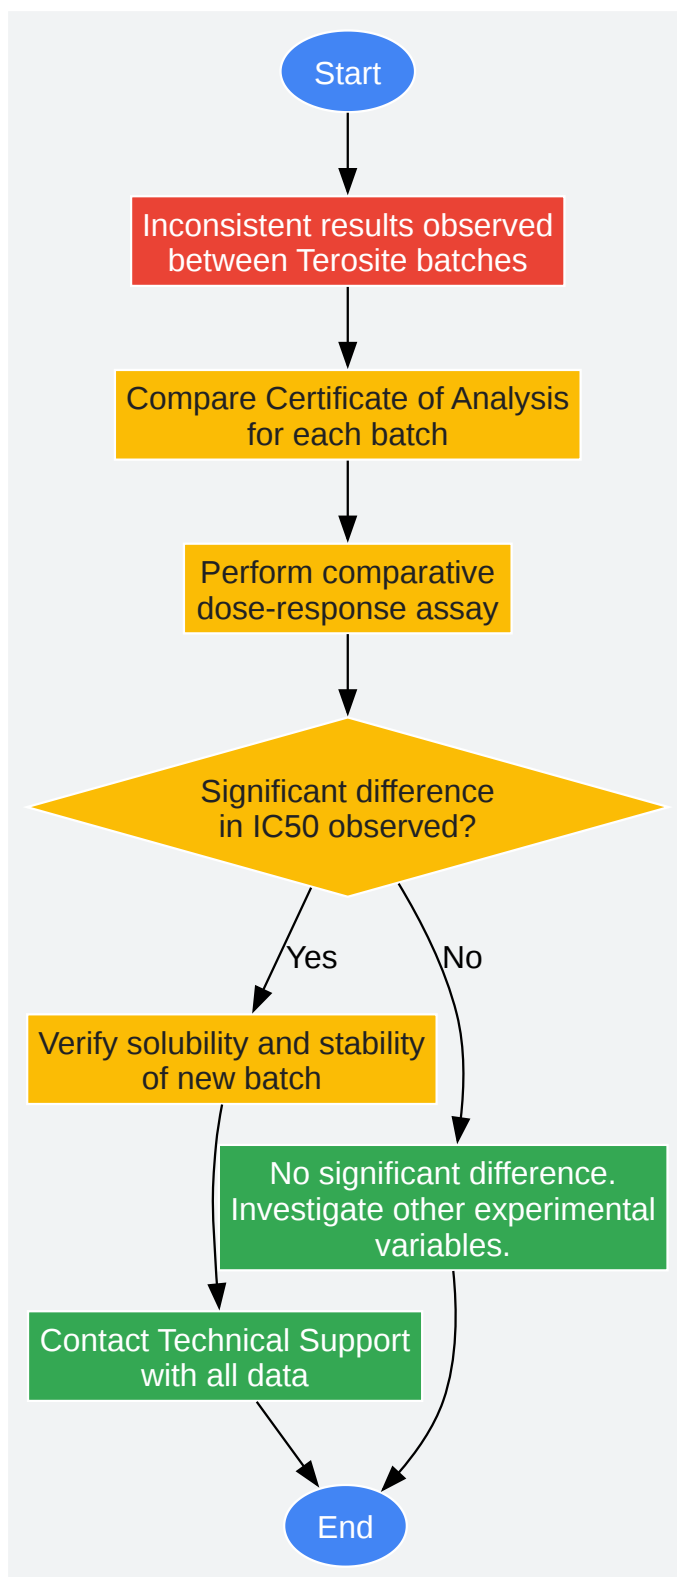 Start
Inconsistent results observed
between Terosite batches
Compare Certificate of Analysis
for each batch
Perform comparative
dose-response assay
Significant difference
in IC50 observed?
Yes
No
Verify solubility and stability
of new batch
No significant difference.
Investigate other experimental
variables.
Contact Technical Support
with all data
End